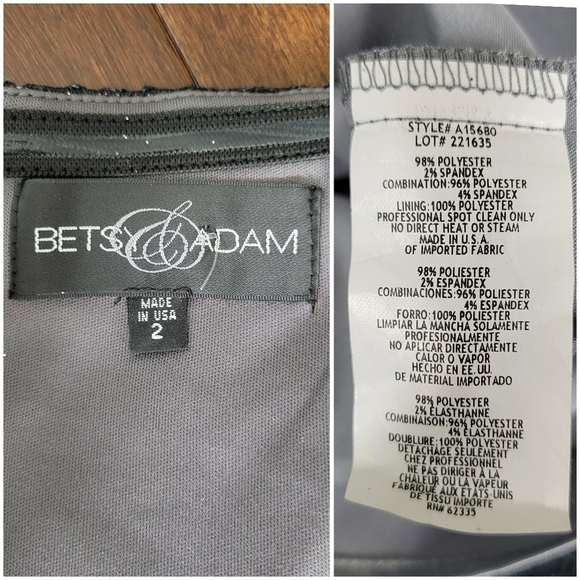 BETSY & ADAM
MADE
IN USA
2
STYLE# A15680
LOT# 221635
98% POLYESTER
2% SPANDEX
COMBINATION:96% POLYESTER
4% SPANDEX
LINING:100% POLYESTER
PROFESSIONAL SPOT CLEAN ONLY
NO DIRECT HEAT OR STEAM
MADE IN U.S.A.
OF IMPORTED FABRIC
98% POLIESTER
2% ESPANDEX
COMBINACIONES:96% POLIESTER
4% ESPANDEX
FORRO:100% POLIESTER
LIMPIAR LA MANCHA SOLAMENTE
PROFESIONALMENTE
NO APLICAR DIRECTAMENTE
CALOR O VAPOR
HECHO EN EE.UU.
DE MATERIAL IMPORTADO
98% POLYESTER
2% ELASTHANNE
COMBINAISON:96% POLYESTER
4% ELASTHANNE
DOUBLURE:100% POLYESTER
DETACHAGE SEULEMENT
CHEZ PROFESSIONNEL
NE PAS DIRIGER À LA
CHALEUR OU LA VAPEUR
FABRIQUÉ AUX ETATS-UNIS
DE TISSU IMPORTE
RN# 62335